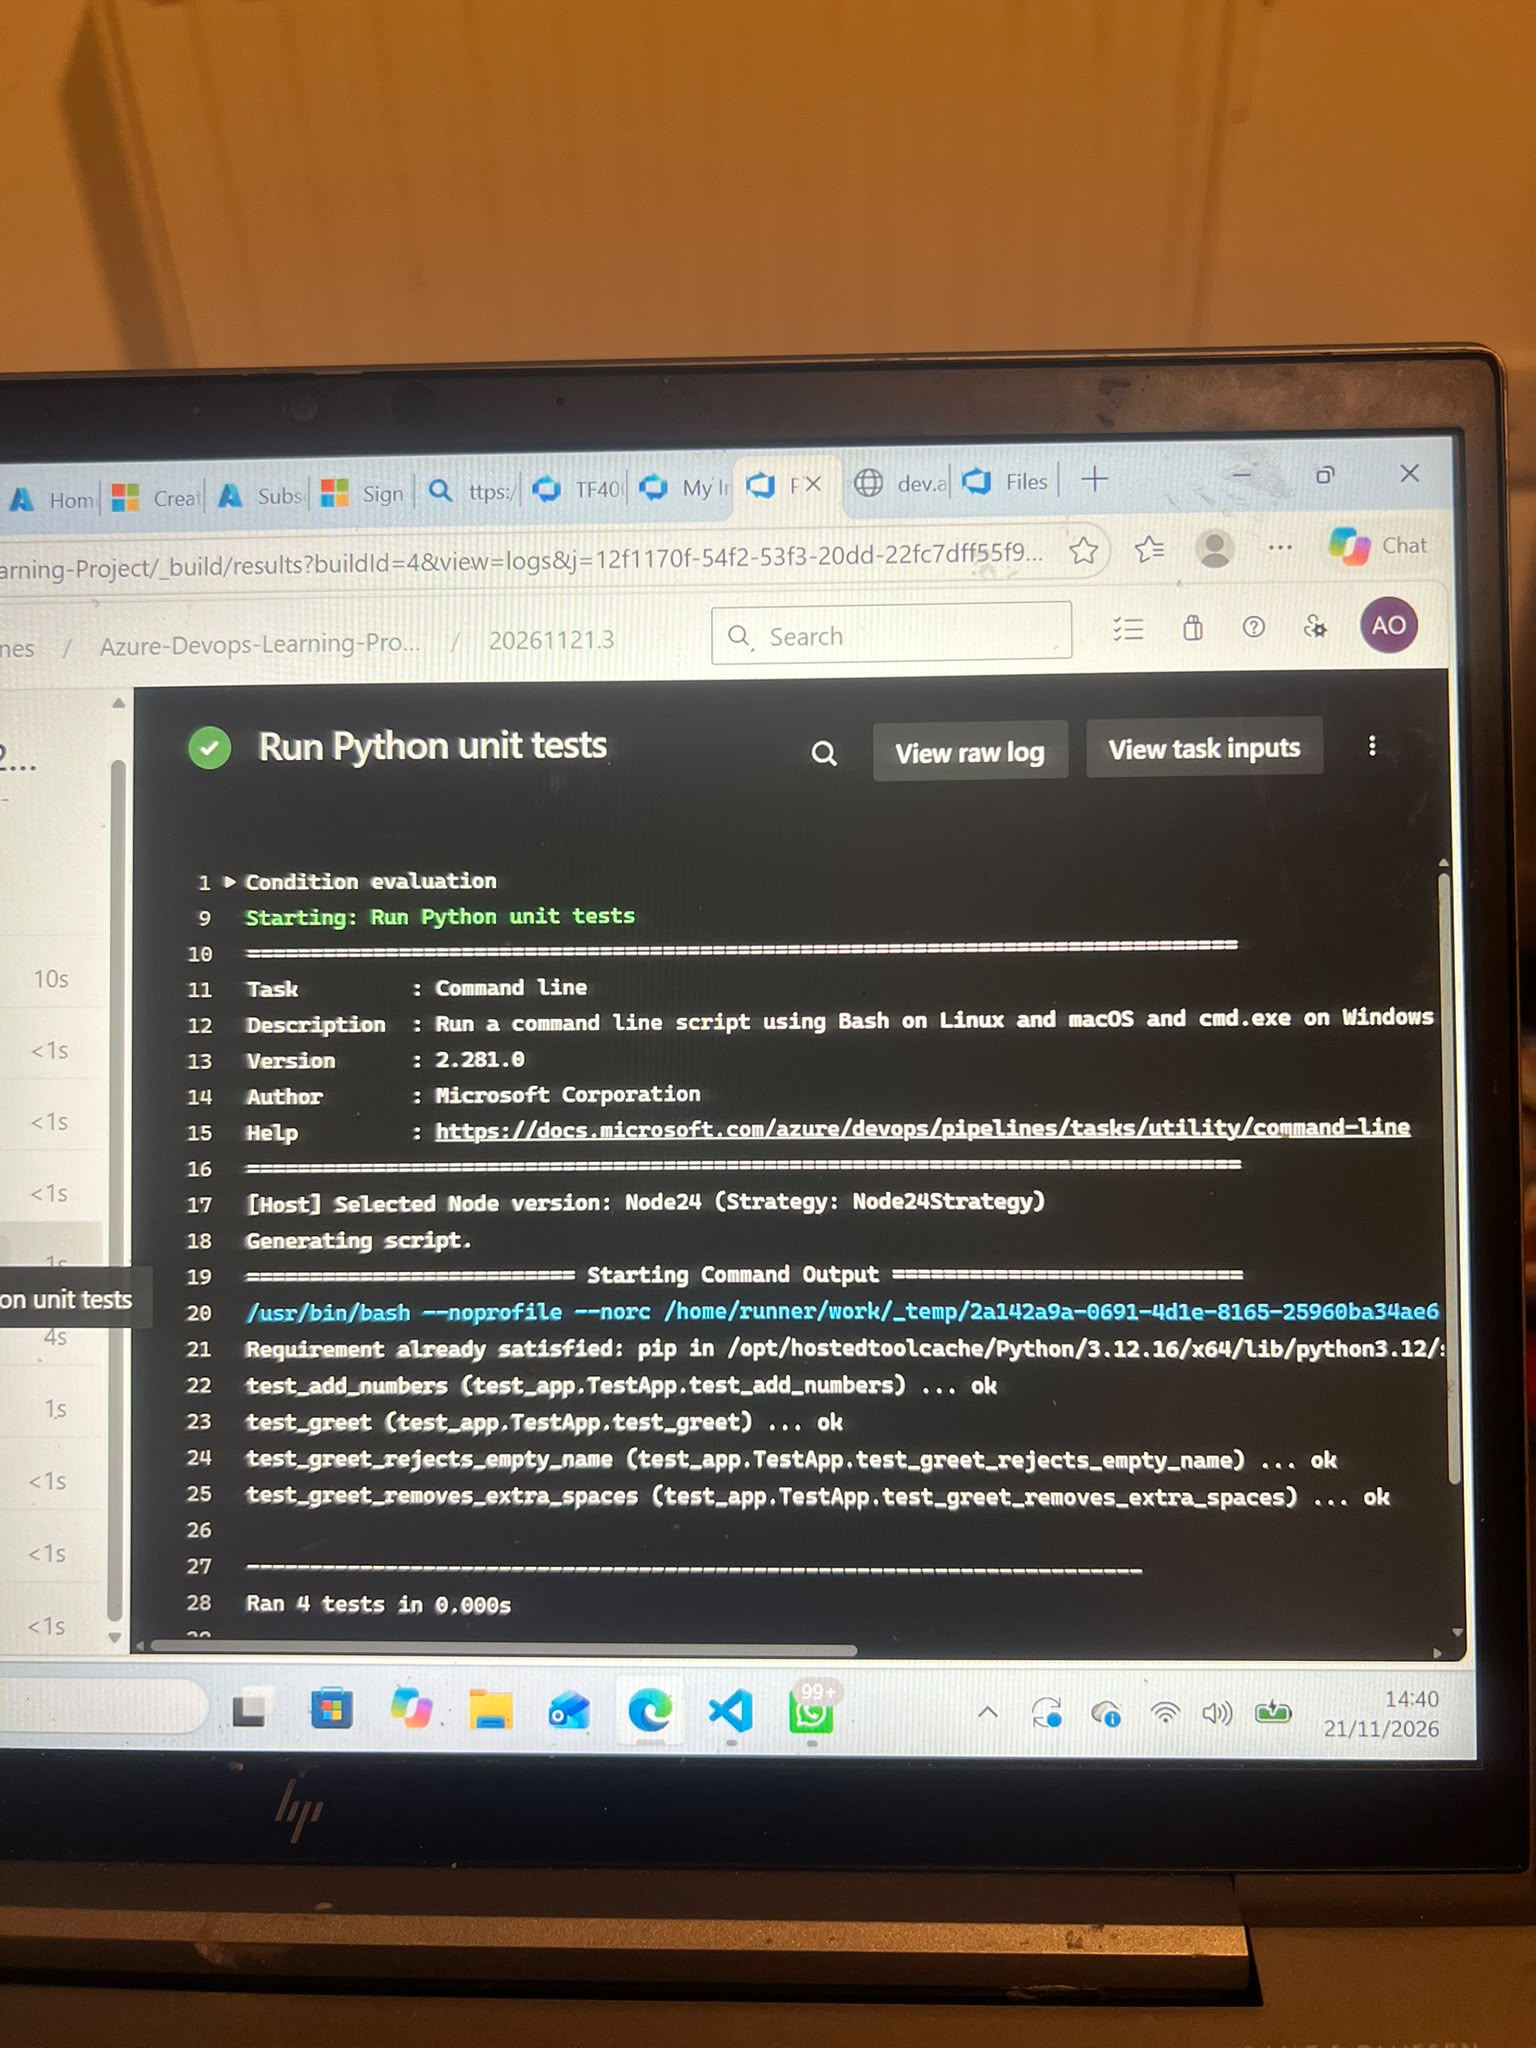 Hom
Creat
Subs
Sign
ttps:/
TF40
My Ir
dev.a
Files
arning-Project/_build/results?buildId=4&view=logs&j=12f1170f-54f2-53f3-20dd-22fc7dff55f9...
Chat
nes / Azure-Devops-Learning-Pro... / 20261121.3
Search
AO
Run Python unit tests
View raw log
View task inputs
1 Condition evaluation
9 Starting: Run Python unit tests
10 ==============================================================================
11 Task : Command line
12 Description : Run a command line script using Bash on Linux and macOS and cmd.exe on Windows
13 Version : 2.281.0
14 Author : Microsoft Corporation
15 Help : https://docs.microsoft.com/azure/devops/pipelines/tasks/utility/command-line
16 ==============================================================================
17 [Host] Selected Node version: Node24 (Strategy: Node24Strategy)
18 Generating script.
19 ========================== Starting Command Output ===========================
20 /usr/bin/bash --noprofile --norc /home/runner/work/_temp/2a142a9a-0691-4d1e-8165-25960ba34ae6
21 Requirement already satisfied: pip in /opt/hostedtoolcache/Python/3.12.16/x64/lib/python3.12/
22 test_add_numbers (test_app.TestApp.test_add_numbers) ... ok
23 test_greet (test_app.TestApp.test_greet) ... ok
24 test_greet_rejects_empty_name (test_app.TestApp.test_greet_rejects_empty_name) ... ok
25 test_greet_removes_extra_spaces (test_app.TestApp.test_greet_removes_extra_spaces) ... ok
26
27 ----------------------------------------------------------------------
28 Ran 4 tests in 0.000s
2...
10s
<1s
<1s
<1s
1s
on unit tests
4s
1s
<1s
<1s
<1s
99+
14:40
21/11/2026
hp